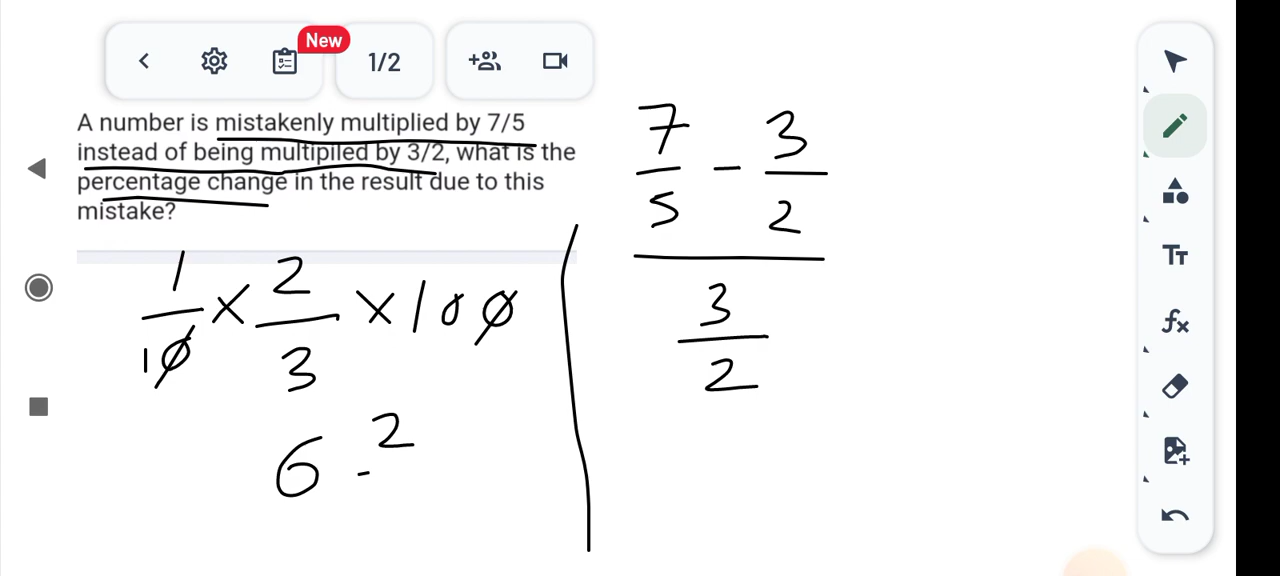 New
1/2
A number is mistakenly multiplied by 7/5
instead of being multiplied by 3/2, what is the
percentage change in the result due to this
mistake?
7/5 - 3/2
3/2
1/10 × 2/3 × 100
6 - 2
Tт
fx